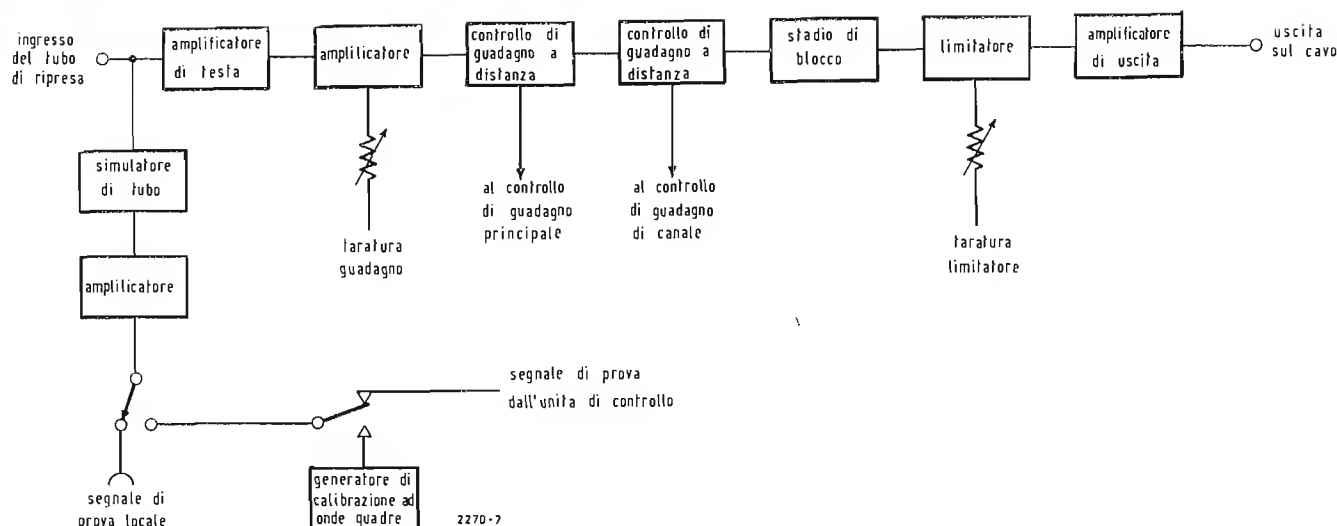 ingresso
del tubo
di ripresa
amplificatore
di testa
amplificatore
controllo di
guadagno a
distanza
controllo di
guadagno a
distanza
stadio di
blocco
limitatore
amplificatore
di uscita
uscita
sul cavo
simulatore
di tubo
amplificatore
taratura
guadagno
al controllo
di guadagno
principale
al controllo
di guadagno
di canale
taratura
limitatore
segnale di prova
dall'unita di controllo
segnale di
prova locale
generatore di
calibrazione ad
onde quadre
2270-7